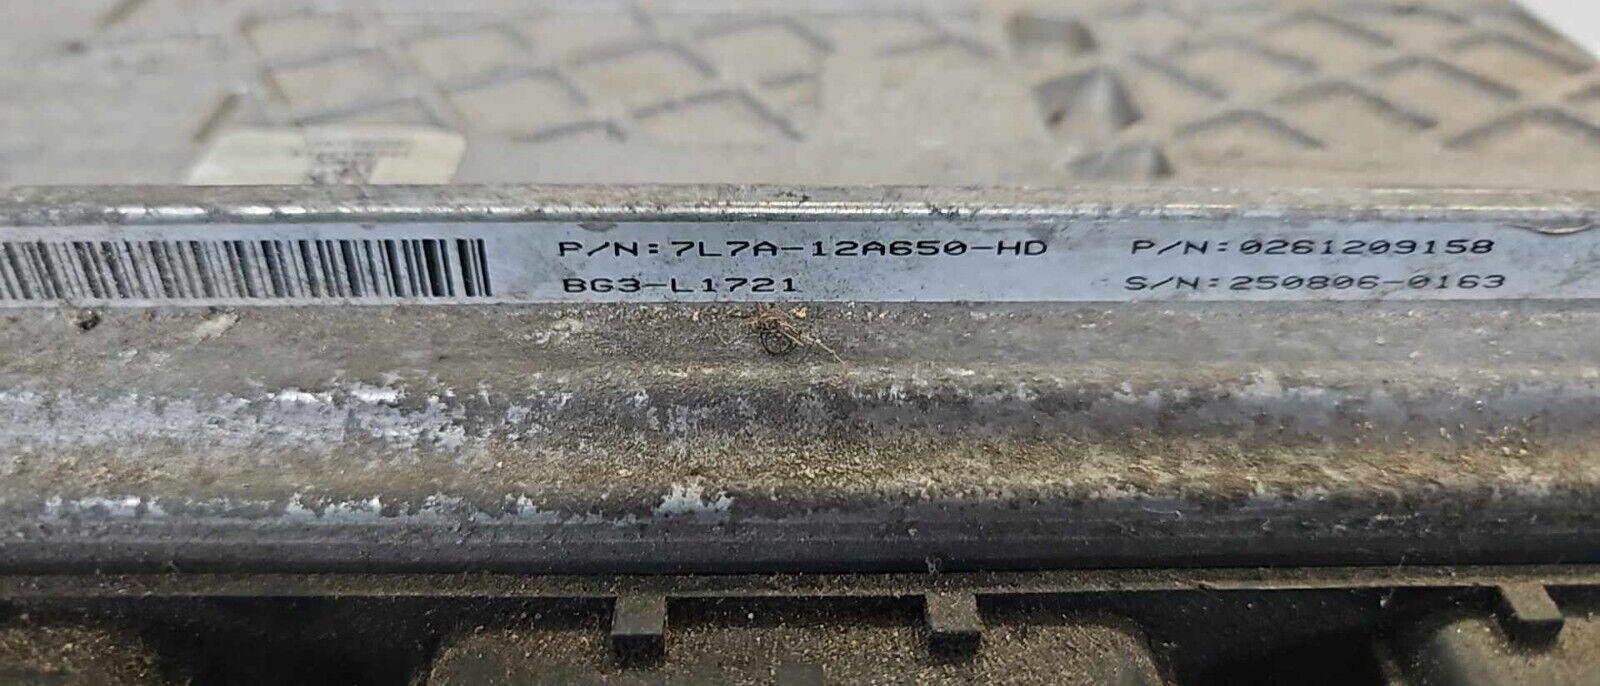 P/N:7L7A-12A650-HD P/N:0261209158
BG3-L1721 S/N:250806-0163